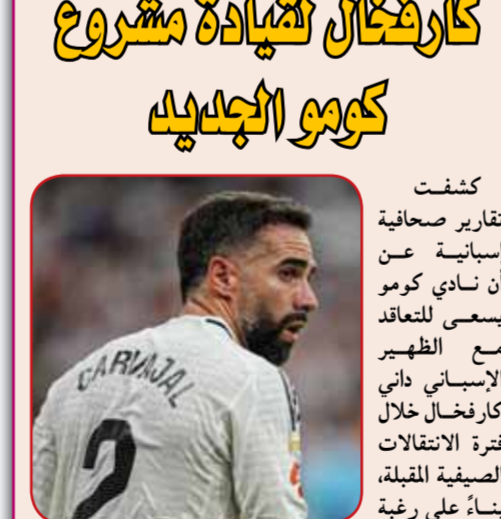 كارفخال لقيادة مشروع
كومو الجديد
كشفت
تقارير صحافية
إسبانية عن
أن نادي كومو
يسعى للتعاقد
مع الظهير
الإسباني داني
كارفخال خلال
فترة الانتقالات
الصيفية المقبلة،
بناءً على رغبة
CARVAJAL
2